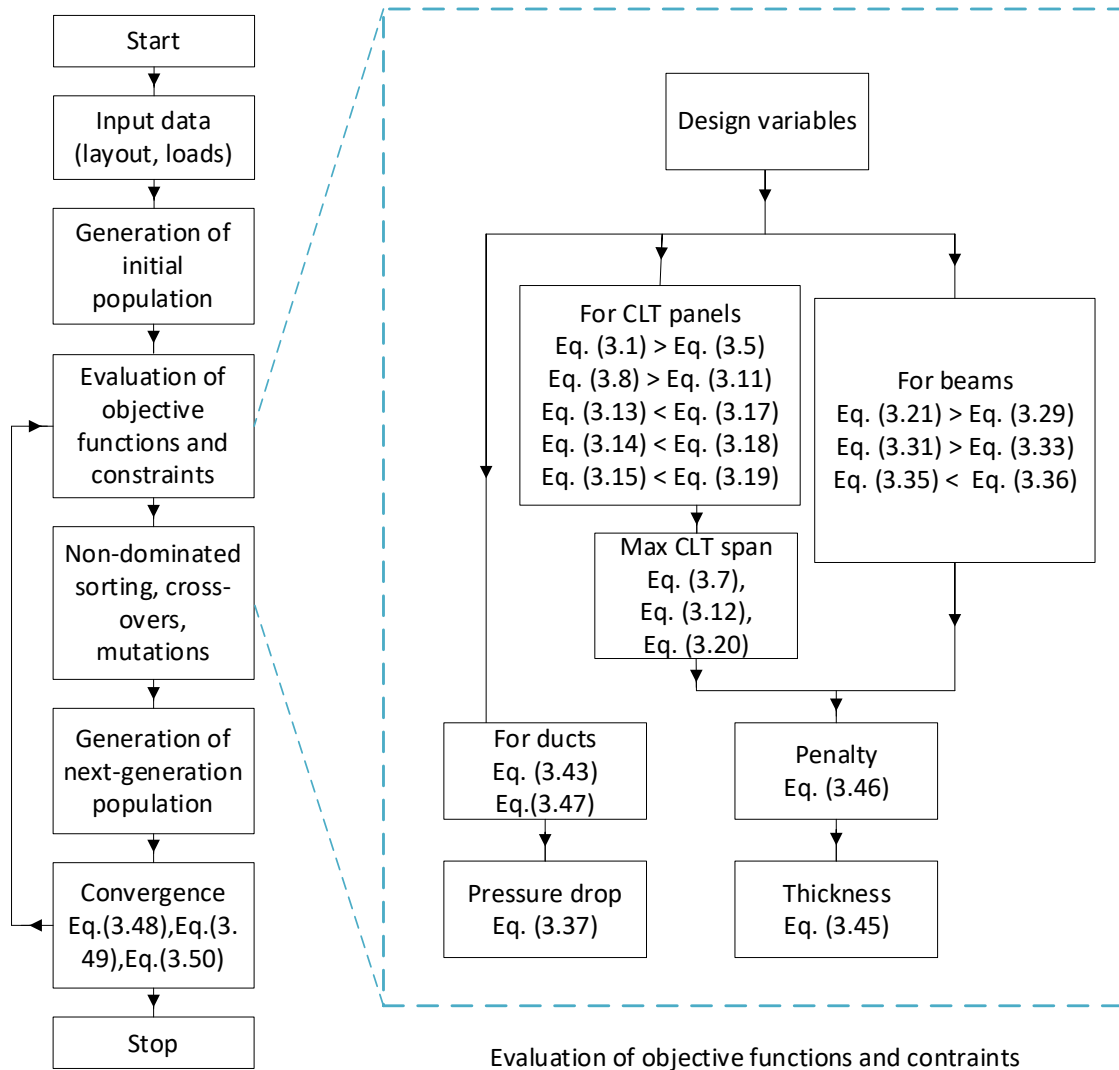 Start
Input data
(layout, loads)
Generation of
initial
population
Evaluation of
objective
functions and
constraints
Non-dominated
sorting, cross-
overs,
mutations
Generation of
next-generation
population
Convergence
Eq.(3.48),Eq.(3.
49),Eq.(3.50)
Stop
Design variables
For CLT panels
Eq. (3.1) > Eq. (3.5)
Eq. (3.8) > Eq. (3.11)
Eq. (3.13) < Eq. (3.17)
Eq. (3.14) < Eq. (3.18)
Eq. (3.15) < Eq. (3.19)
For beams
Eq. (3.21) > Eq. (3.29)
Eq. (3.31) > Eq. (3.33)
Eq. (3.35) < Eq. (3.36)
Max CLT span
Eq. (3.7),
Eq. (3.12),
Eq. (3.20)
For ducts
Eq. (3.43)
Eq.(3.47)
Penalty
Eq. (3.46)
Pressure drop
Eq. (3.37)
Thickness
Eq. (3.45)
Evaluation of objective functions and contraints